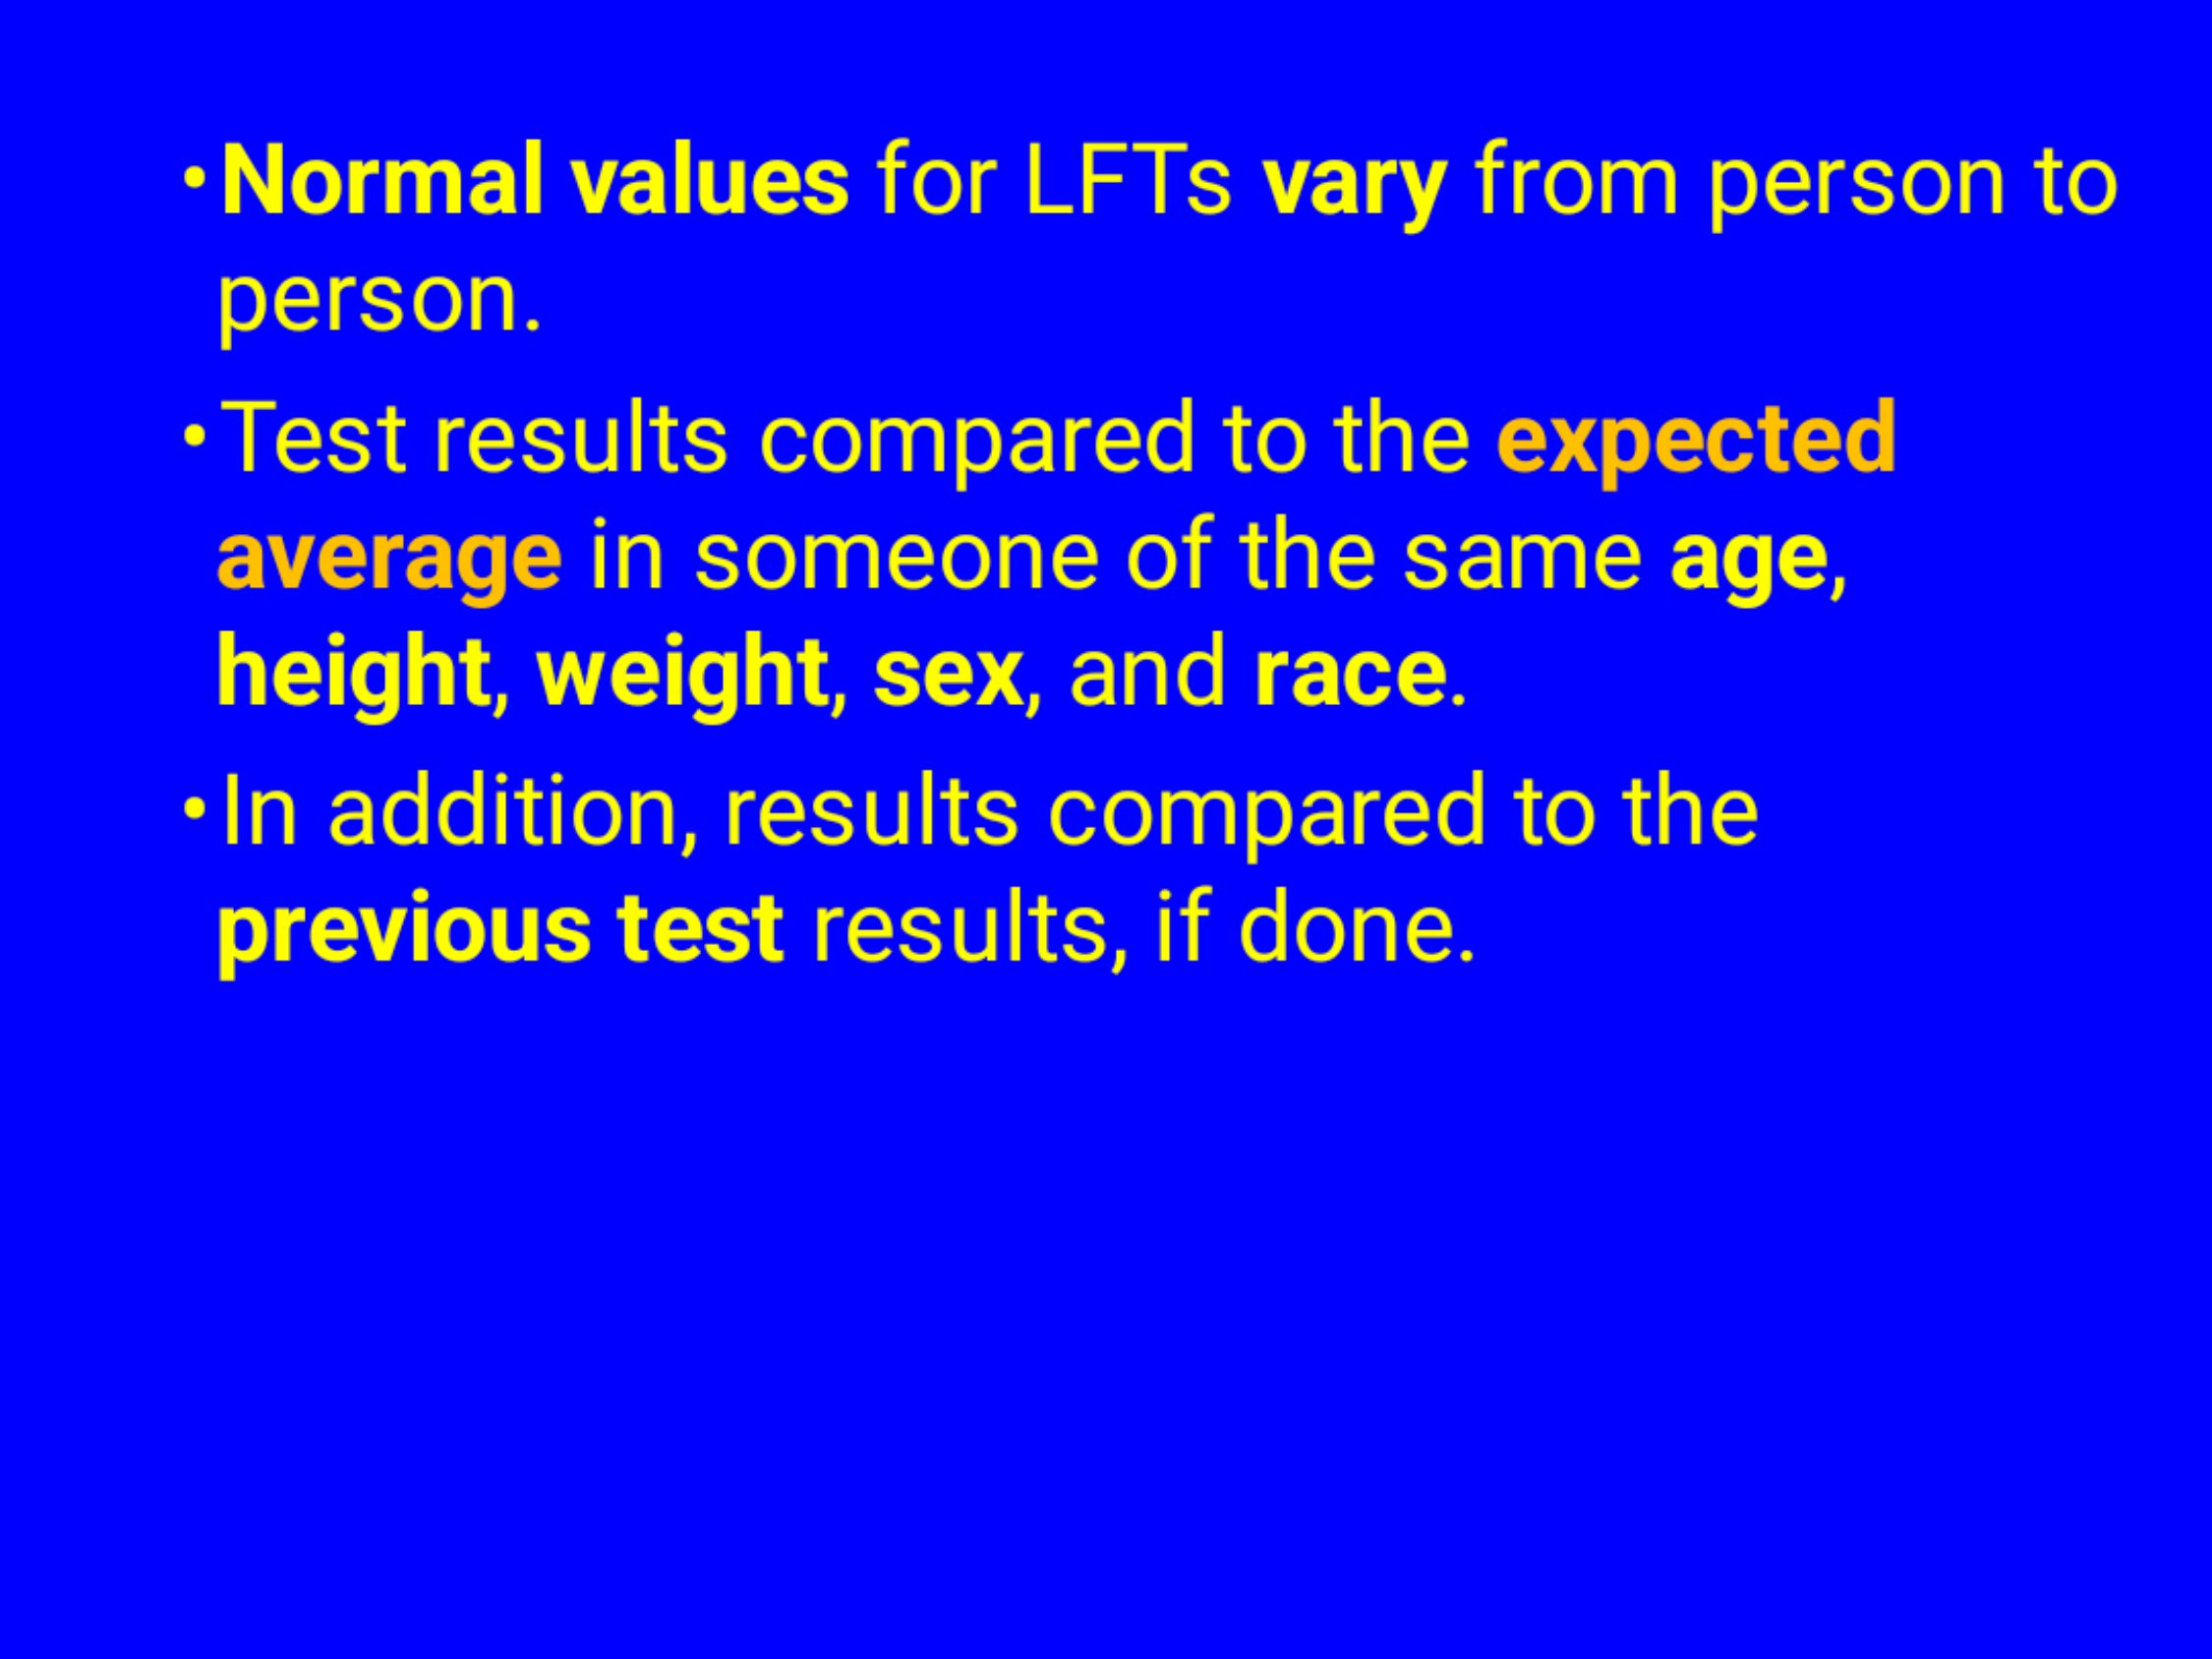 •Normal values for LFTs vary from person to
person.
•Test results compared to the expected
average in someone of the same age,
height, weight, sex, and race.
•In addition, results compared to the
previous test results, if done.